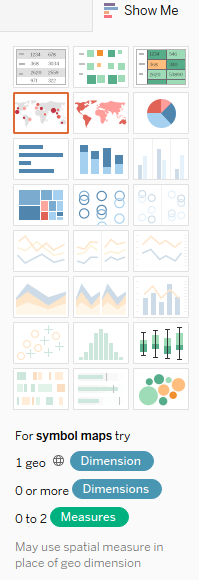 Show Me
For symbol maps try
1 geo Dimension
0 or more Dimensions
0 to 2 Measures
May use spatial measure in
place of geo dimension